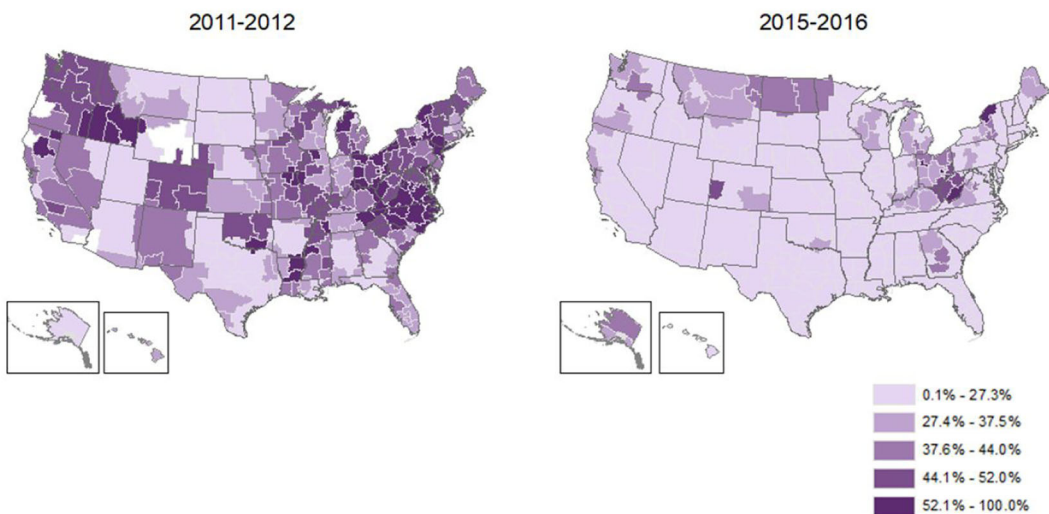 2011-2012
2015-2016
0.1% - 27.3%
27.4% - 37.5%
37.6% - 44.0%
44.1% - 52.0%
52.1% - 100.0%